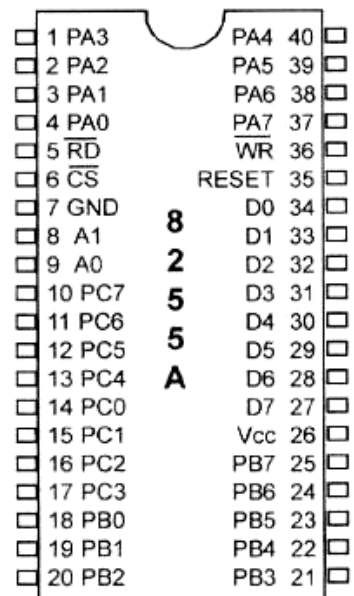 1 PA3 PA4 40
2 PA2 PA5 39
3 PA1 PA6 38
4 PA0 PA7 37
5 R̅D̅ W̅R̅ 36
6 C̅S̅ RESET 35
7 GND D0 34
8 A1 D1 33
9 A0 D2 32
10 PC7 D3 31
11 PC6 D4 30
12 PC5 D5 29
13 PC4 D6 28
14 PC0 D7 27
15 PC1 Vcc 26
16 PC2 PB7 25
17 PC3 PB6 24
18 PB0 PB5 23
19 PB1 PB4 22
20 PB2 PB3 21
8
2
5
5
A